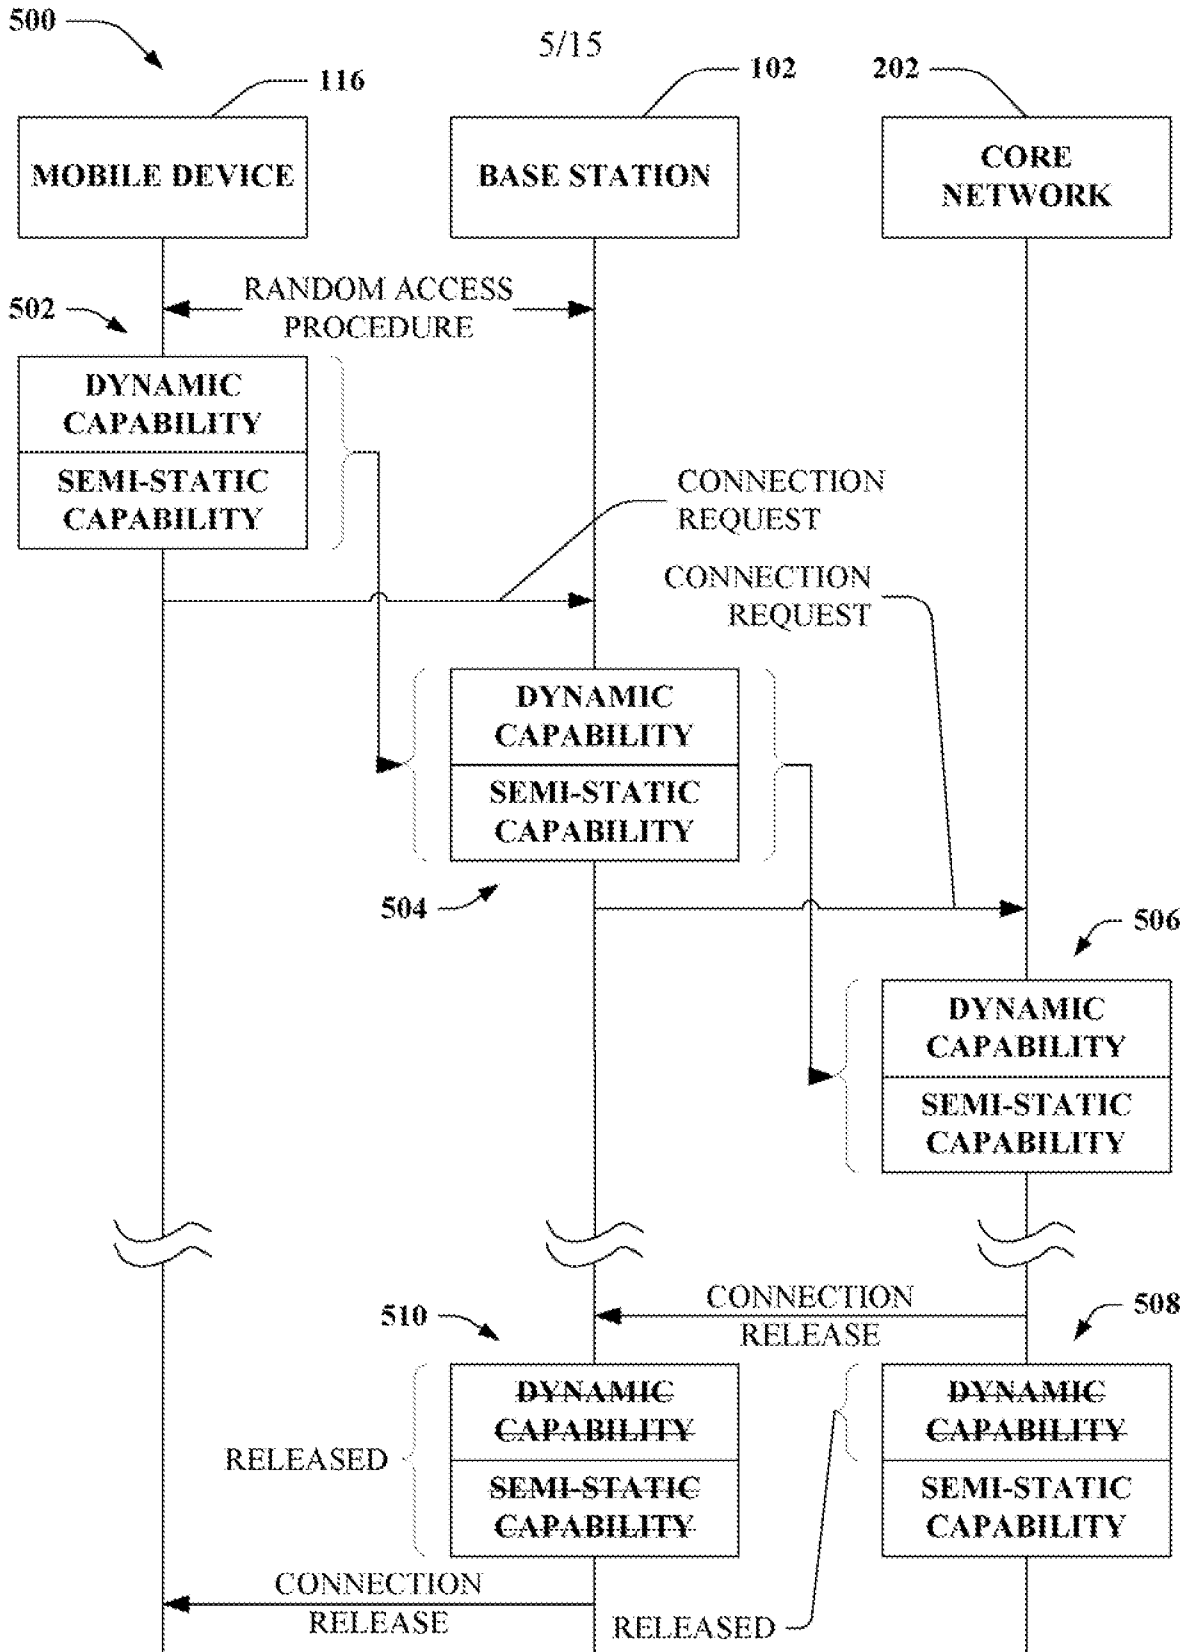 500
5/15
116
102
202
MOBILE DEVICE
BASE STATION
CORE
NETWORK
RANDOM ACCESS
PROCEDURE
502
DYNAMIC
CAPABILITY
SEMI-STATIC
CAPABILITY
CONNECTION
REQUEST
CONNECTION
REQUEST
DYNAMIC
CAPABILITY
SEMI-STATIC
CAPABILITY
504
506
DYNAMIC
CAPABILITY
SEMI-STATIC
CAPABILITY
CONNECTION
RELEASE
510
508
DYNAMIC
CAPABILITY
SEMI-STATIC
CAPABILITY
RELEASED
DYNAMIC
CAPABILITY
SEMI-STATIC
CAPABILITY
CONNECTION
RELEASE
RELEASED